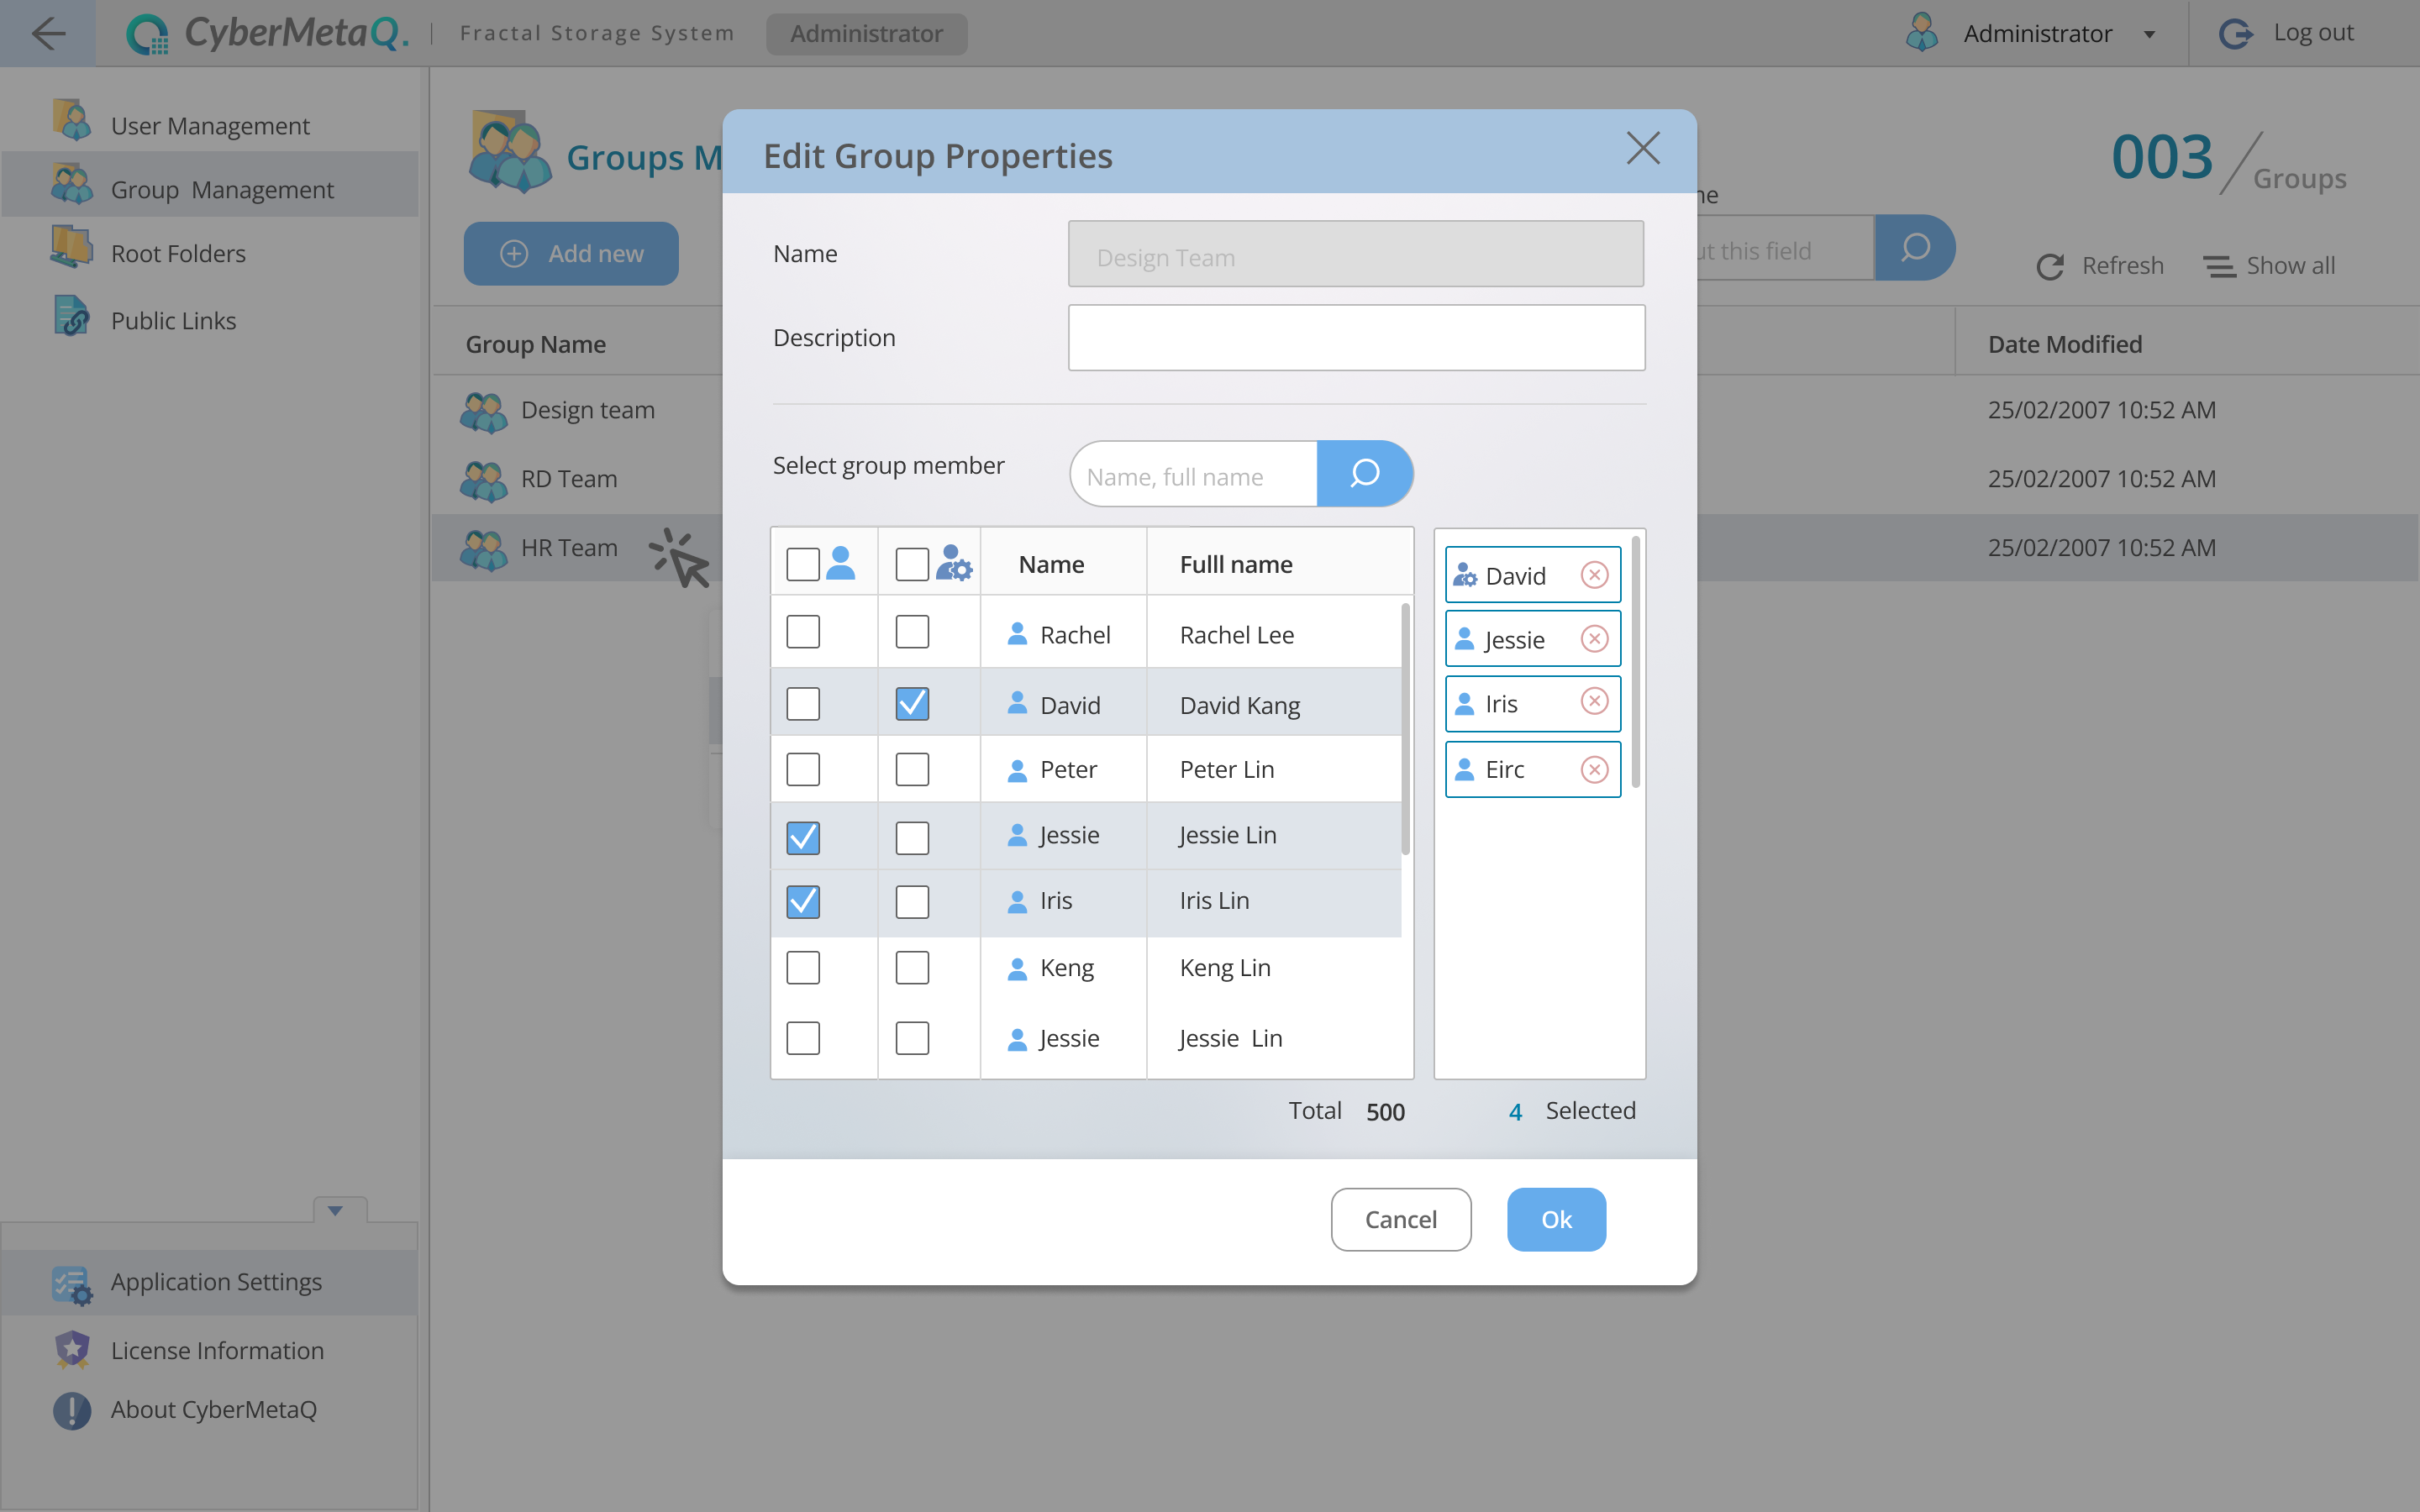 CyberMetaQ. | Fractal Storage System Administrator Administrator Log out
User Management
Group Management
Root Folders
Public Links
Groups M
003 / Groups
Add new
ne
ut this field
Refresh Show all
Group Name Date Modified
Design team 25/02/2007 10:52 AM
RD Team 25/02/2007 10:52 AM
HR Team 25/02/2007 10:52 AM
Edit Group Properties
Name Design Team
Description
Select group member Name, full name
Name Fulll name
Rachel Rachel Lee
David David Kang
Peter Peter Lin
Jessie Jessie Lin
Iris Iris Lin
Keng Keng Lin
Jessie Jessie Lin
David
Jessie
Iris
Eirc
Total 500 4 Selected
Cancel Ok
Application Settings
License Information
About CyberMetaQ